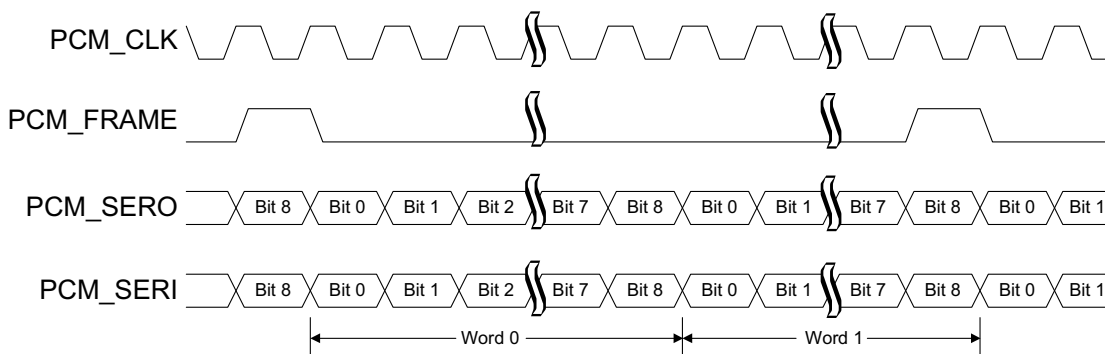 PCM_CLK
PCM_FRAME
PCM_SERO Bit 8 Bit 0 Bit 1 Bit 2 Bit 7 Bit 8 Bit 0 Bit 1 Bit 7 Bit 8 Bit 0 Bit 1
PCM_SERI Bit 8 Bit 0 Bit 1 Bit 2 Bit 7 Bit 8 Bit 0 Bit 1 Bit 7 Bit 8 Bit 0 Bit 1
Word 0 Word 1